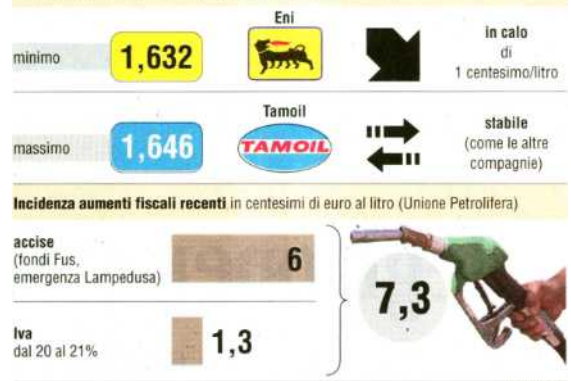 Eni
minimo 1,632
in calo
di
1 centesimo/litro
Tamoil
massimo 1,646 TAMOIL
stabile
(come le altre
compagnie)
Incidenza aumenti fiscali recenti in centesimi di euro al litro (Unione Petrolifera)
accise
(fondi Fus,
emergenza Lampedusa)
6
7,3
Iva
dal 20 al 21%
1,3